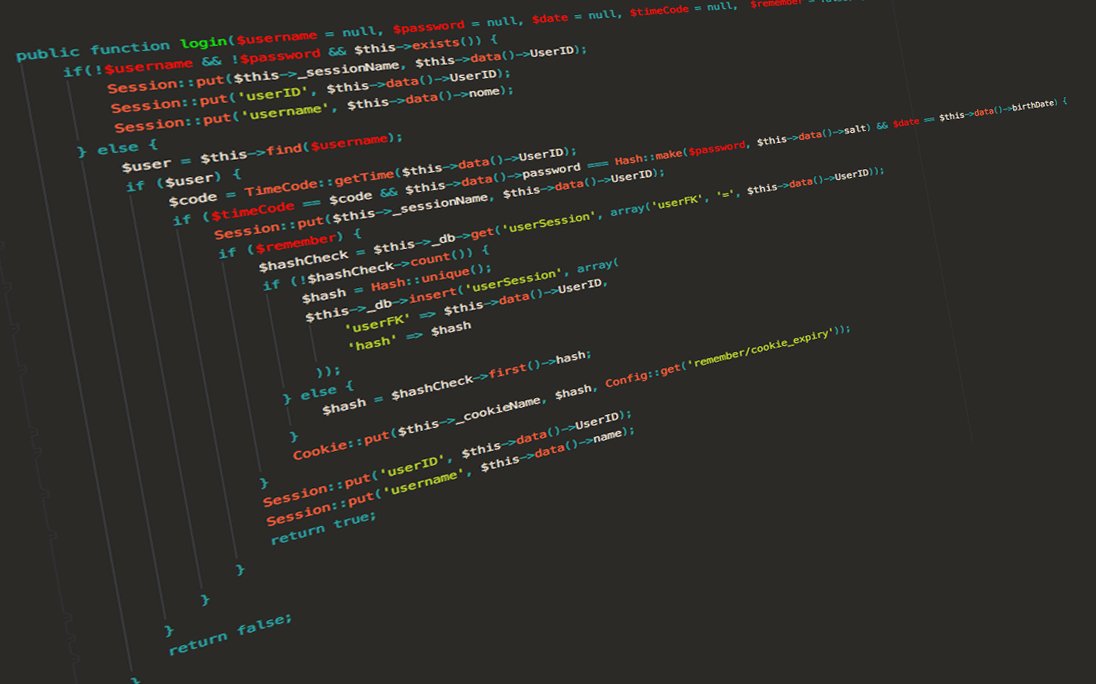 public function login($username = null, $password = null, $date = null, $timeCode = null, $remember =
if(!$username && !$password && $this->exists()) {
Session::put($this->_sessionName, $this->data()->UserID);
Session::put('userID', $this->data()->UserID);
Session::put('username', $this->data()->nome);
} else {
$user = $this->find($username);
if ($user) {
$code = TimeCode::getTime($this->data()->UserID);
if ($timeCode == $code && $this->data()->password === Hash::make($password, $this->data()->salt) && $date == $this->data()->birthDate) {
Session::put($this->_sessionName, $this->data()->UserID);
if ($remember) {
$hashCheck = $this->_db->get('userSession', array('userFK', '=', $this->data()->UserID));
if (!$hashCheck->count()) {
$hash = Hash::unique();
$this->_db->insert('userSession', array(
'userFK' => $this->data()->UserID,
'hash' => $hash
));
} else {
$hash = $hashCheck->first()->hash;
}
Cookie::put($this->_cookieName, $hash, Config::get('remember/cookie_expiry'));
}
Session::put('userID', $this->data()->UserID);
Session::put('username', $this->data()->name);
return true;
}
}
}
return false;
}